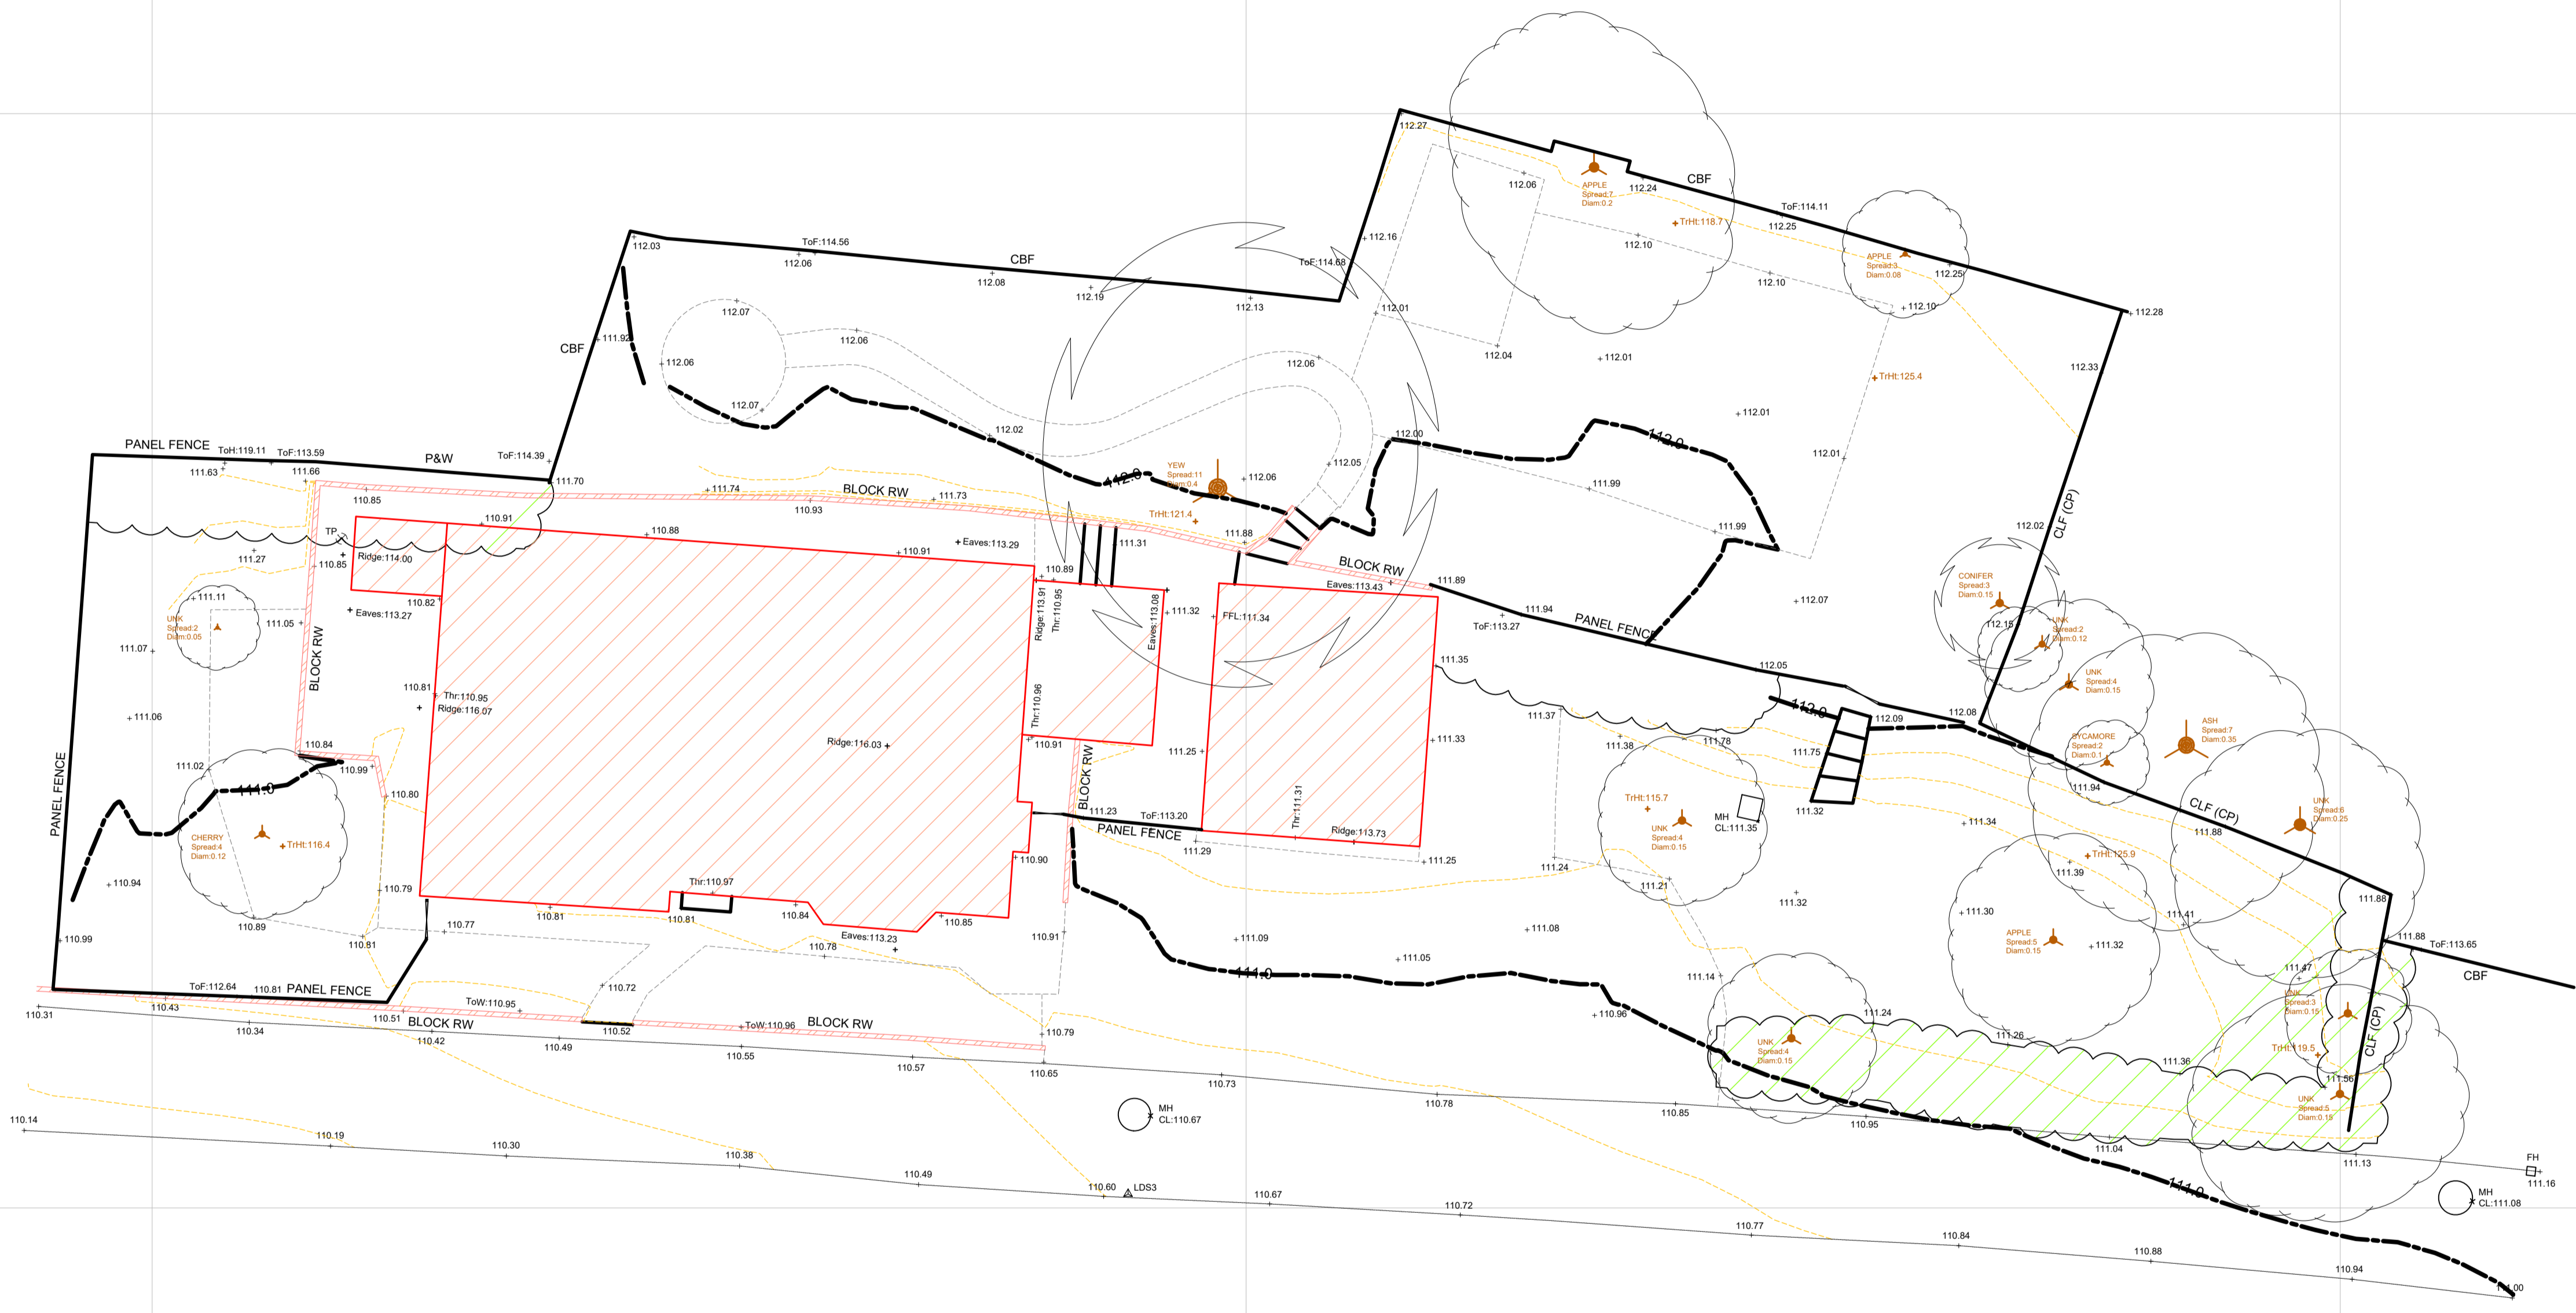 112.27
CBF
112.24
ToF:114.11
112.25
112.06
APPLE
Spread:7
Diam:0.2
TrHt:118.7
112.10
112.10
112.10
APPLE
Spread:3
Diam:0.08
112.25
112.28
112.33
112.03
ToF:114.56
112.06
CBF
112.08
112.19
ToF:114.68
112.13
112.16
112.01
112.04
112.01
TrHt:125.4
112.01
112.01
CBF
111.92
112.07
112.06
112.06
112.07
112.02
112.06
112.00
112.0
112.05
112.06
111.99
111.99
112.02
CLF (CP)
PANEL FENCE
ToH:119.11
ToF:113.59
P&W
ToF:114.39
111.63
111.66
111.70
110.85
111.74
BLOCK RW
111.73
110.93
112.0
YEW
Spread:11
Diam:0.4
TrHt:121.4
111.88
111.31
TP
110.91
110.88
110.91
Eaves:113.29
Ridge:114.00
110.85
111.27
111.11
UNK
Spread:2
Diam:0.05
111.05
BLOCK RW
110.82
Eaves:113.27
110.89
Ridge:113.91
Thr:110.95
Eaves:113.08
111.32
FFL:111.34
Eaves:113.43
BLOCK RW
111.89
111.94
ToF:113.27
PANEL FENCE
112.07
CONIFER
Spread:3
Diam:0.15
112.15
UNK
Spread:2
Diam:0.12
UNK
Spread:4
Diam:0.15
ASH
Spread:7
Diam:0.35
SYCAMORE
Spread:2
Diam:0.1
111.07
111.06
110.81
Thr:110.95
Ridge:116.07
Ridge:116.03
Thr:110.96
110.91
111.25
111.35
111.33
111.37
111.38
111.78
112.05
112.0
112.09
112.08
111.75
111.32
111.94
CLF (CP)
111.88
UNK
Spread:6
Diam:0.25
PANEL FENCE
110.84
110.99
111.02
111.0
110.80
CHERRY
Spread:4
Diam:0.12
TrHt:116.4
110.94
110.89
110.79
110.81
110.99
110.77
110.81
Thr:110.97
110.81
110.84
110.85
Eaves:113.23
110.78
110.90
BLOCK RW
111.23
ToF:113.20
PANEL FENCE
111.29
Thr:111.31
Ridge:113.73
111.25
111.24
TrHt:115.7
UNK
Spread:4
Diam:0.15
MH
CL:111.35
111.21
111.34
111.32
TrHt:125.9
111.39
111.30
APPLE
Spread:5
Diam:0.15
111.32
111.41
111.88
111.88
ToF:113.65
CBF
111.47
110.91
111.09
111.08
111.05
111.0
110.96
111.14
UNK
Spread:4
Diam:0.15
111.24
111.26
111.36
UNK
Spread:3
Diam:0.15
TrHt:119.5
111.56
UNK
Spread:5
Diam:0.15
CLF (CP)
ToF:112.64
110.81
PANEL FENCE
110.31
110.43
110.34
110.51
BLOCK RW
110.42
ToW:110.95
110.49
110.72
110.52
ToW:110.96
110.55
BLOCK RW
110.57
110.79
110.65
110.73
110.78
110.85
110.95
111.04
111.13
FH
111.16
MH
CL:110.67
MH
CL:111.08
111.0
110.14
110.19
110.30
110.38
110.49
110.60
LDS3
110.67
110.72
110.77
110.84
110.88
110.94